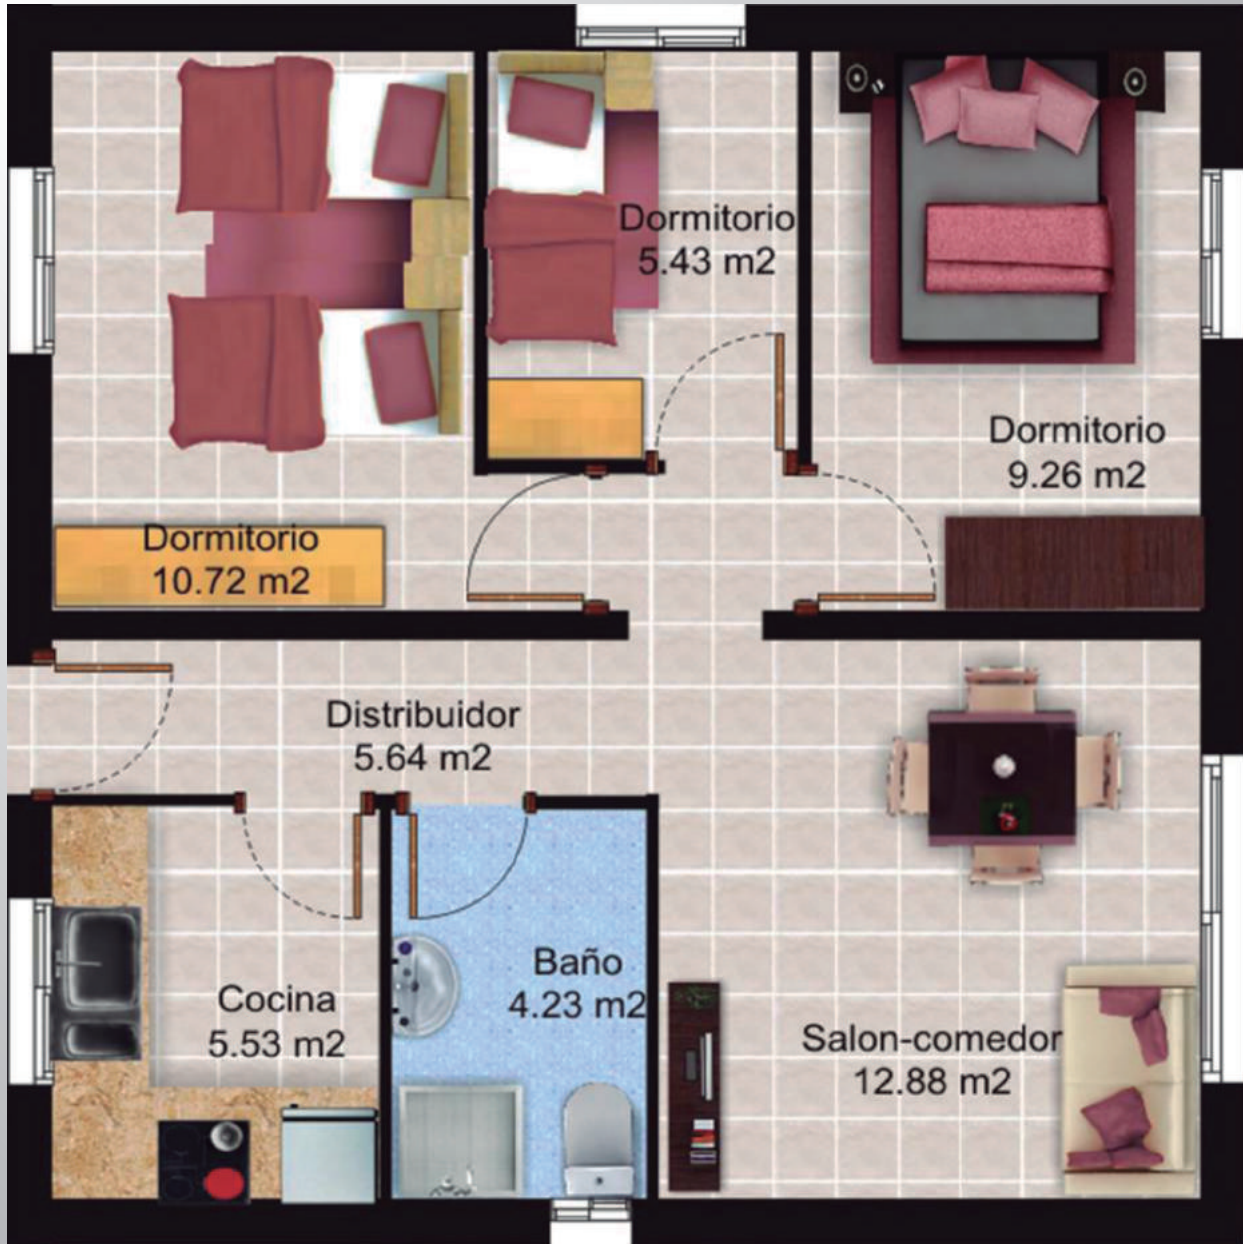 Dormitorio
5.43 m2
Dormitorio
9.26 m2
Dormitorio
10.72 m2
Distribuidor
5.64 m2
Baño
4.23 m2
Cocina
5.53 m2
Salon-comedor
12.88 m2